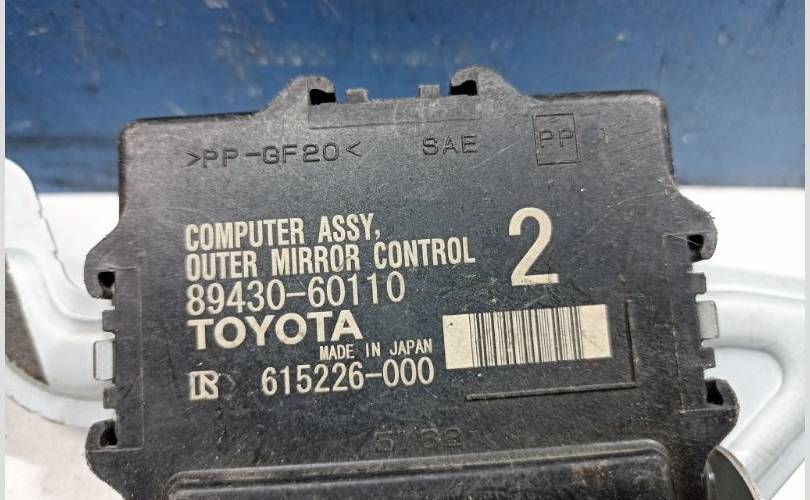 >PP-GF20< SAE PP
COMPUTER ASSY,
OUTER MIRROR CONTROL
2
89430-60110
TOYOTA
MADE IN JAPAN
615226-000